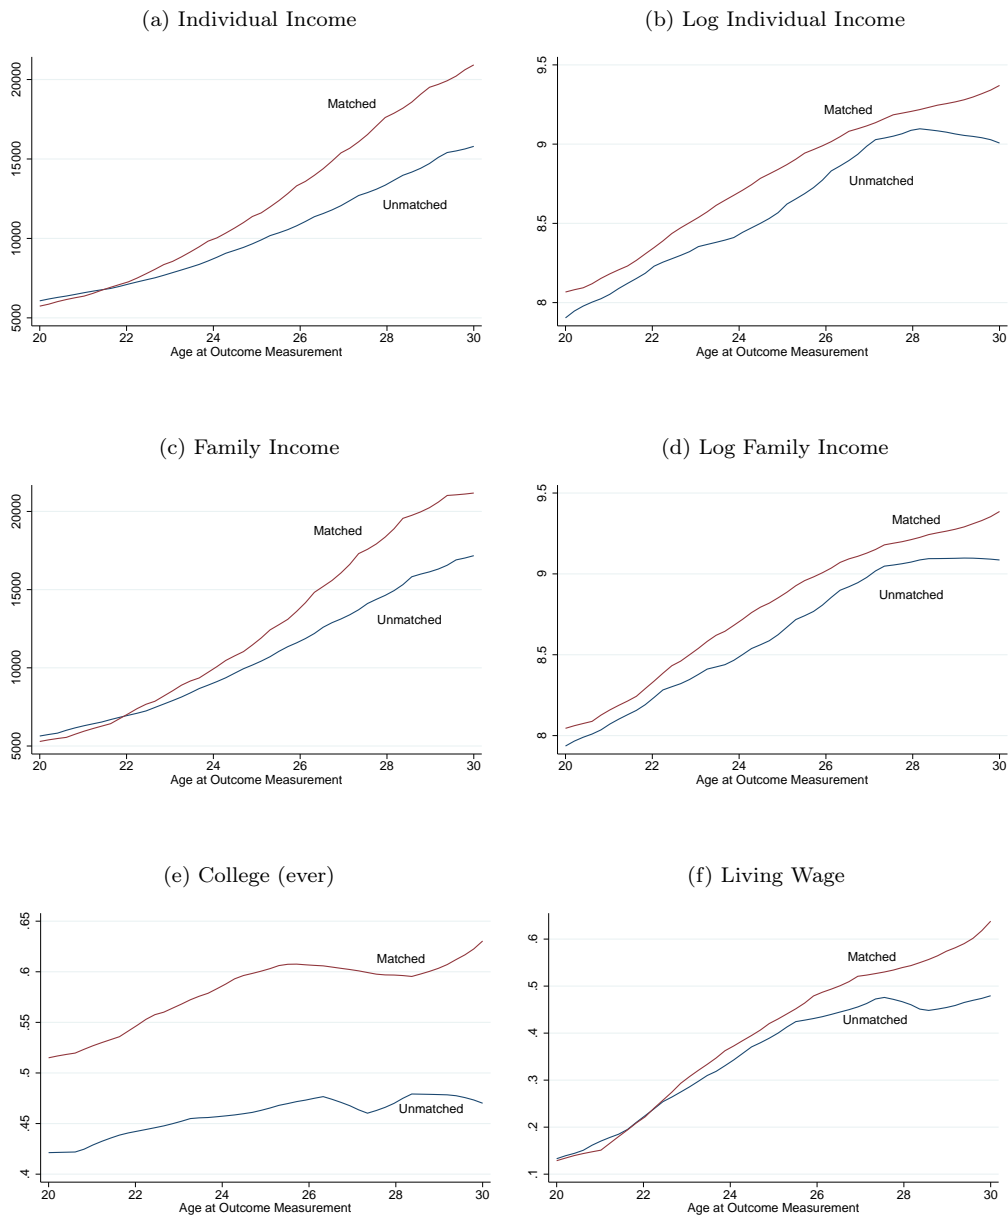 (a) Individual Income
20000
15000
10000
5000
Matched
Unmatched
20 22 24 26 28 30
Age at Outcome Measurement
(b) Log Individual Income
9.5
9
8.5
8
Matched
Unmatched
20 22 24 26 28 30
Age at Outcome Measurement
(c) Family Income
20000
15000
10000
5000
Matched
Unmatched
20 22 24 26 28 30
Age at Outcome Measurement
(d) Log Family Income
9.5
9
8.5
8
Matched
Unmatched
20 22 24 26 28 30
Age at Outcome Measurement
(e) College (ever)
.65
.6
.55
.5
.45
.4
Matched
Unmatched
20 22 24 26 28 30
Age at Outcome Measurement
(f) Living Wage
.6
.5
.4
.3
.2
.1
Matched
Unmatched
20 22 24 26 28 30
Age at Outcome Measurement